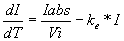 dI/dT = Iabs/Vi − kₑ * I